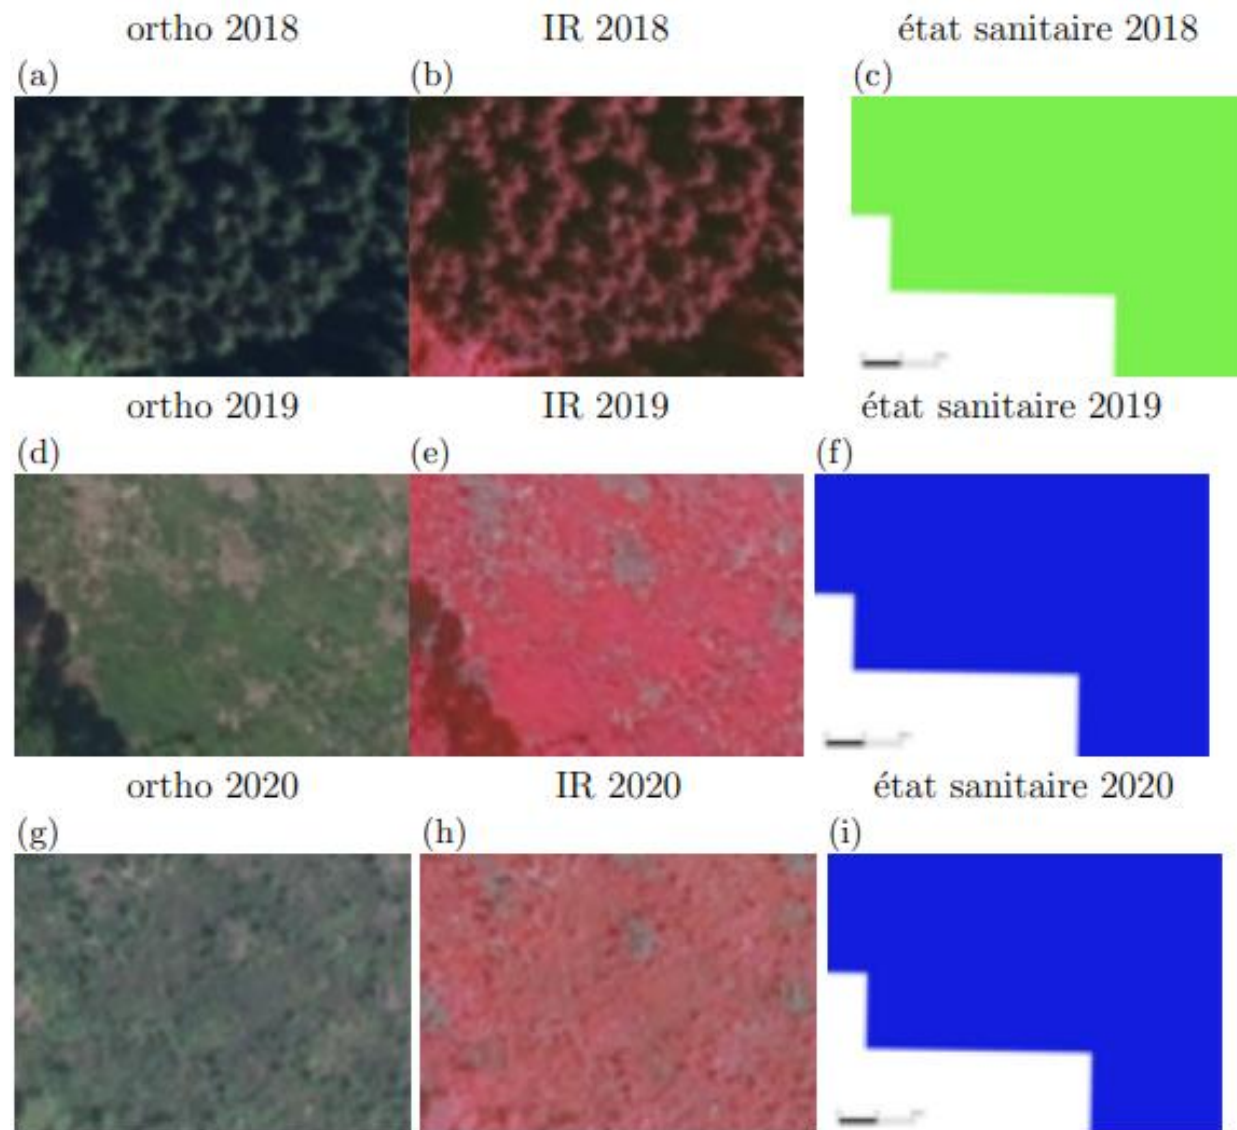 ortho 2018 IR 2018 état sanitaire 2018
(a) (b) (c)
ortho 2019 IR 2019 état sanitaire 2019
(d) (e) (f)
ortho 2020 IR 2020 état sanitaire 2020
(g) (h) (i)